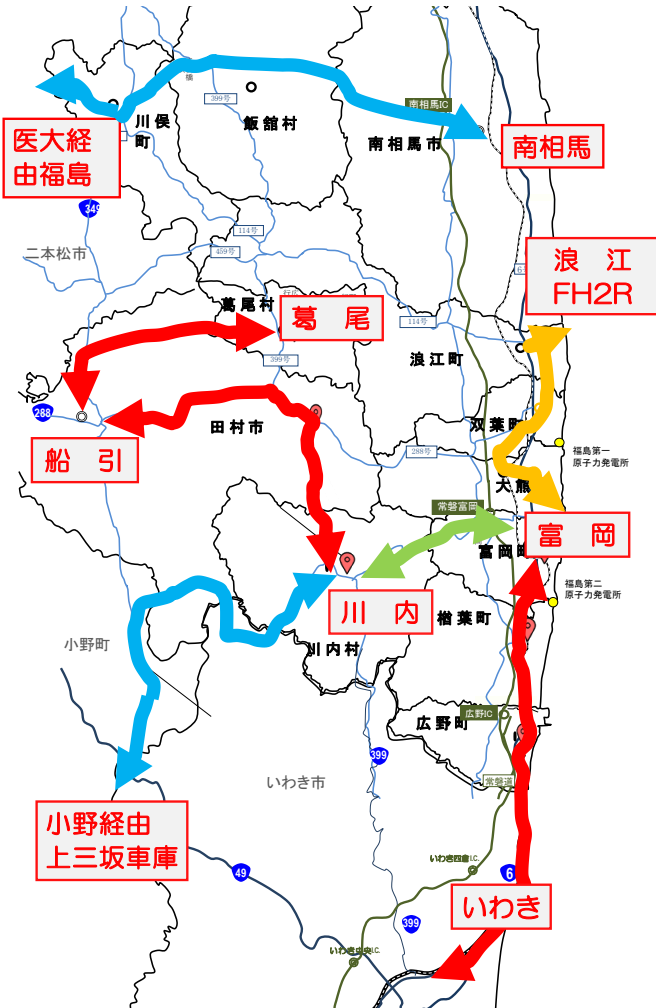 橋
399号
飯舘村
川俣
町
南相馬IC
南相馬市
南相馬
医大経
由福島
349
二本松市
114号
459号
浪 江
FH2R
葛尾村
葛 尾
114号
399号
浪江町
288
田村市
双葉町
船 引
288号
福島第一
原子力発電所
大熊
常磐富岡
富 岡
富岡町
福島第二
原子力発電所
川 内
楢葉町
小野町
川内村
広野IC
広野町
399
いわき市
常磐道
小野経由
上三坂車庫
いわき四倉I.C.
49
6
いわき
399
いわき中央I.C.